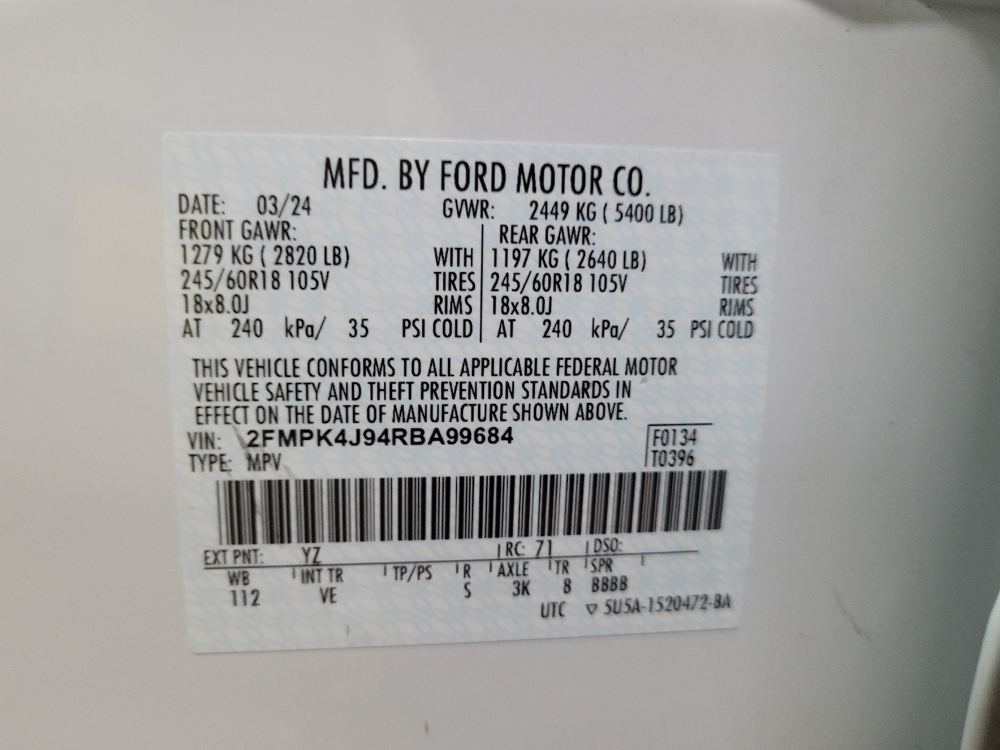 MFD. BY FORD MOTOR CO.
DATE: 03/24 GVWR: 2449 KG ( 5400 LB)
FRONT GAWR: REAR GAWR:
1279 KG ( 2820 LB) WITH 1197 KG ( 2640 LB) WITH
245/60R18 105V TIRES 245/60R18 105V TIRES
18x8.0J RIMS 18x8.0J RIMS
AT 240 kPa/ 35 PSI COLD AT 240 kPa/ 35 PSI COLD
THIS VEHICLE CONFORMS TO ALL APPLICABLE FEDERAL MOTOR
VEHICLE SAFETY AND THEFT PREVENTION STANDARDS IN
EFFECT ON THE DATE OF MANUFACTURE SHOWN ABOVE.
VIN: 2FMPK4J94RBA99684 F0134
TYPE: MPV T0396
EXT PNT: YZ RC: 71 DSO:
WB INT TR TP/PS R AXLE TR SPR
112 VE S 3K 8 BBBB
UTC ▽ 5U5A-1520472-BA